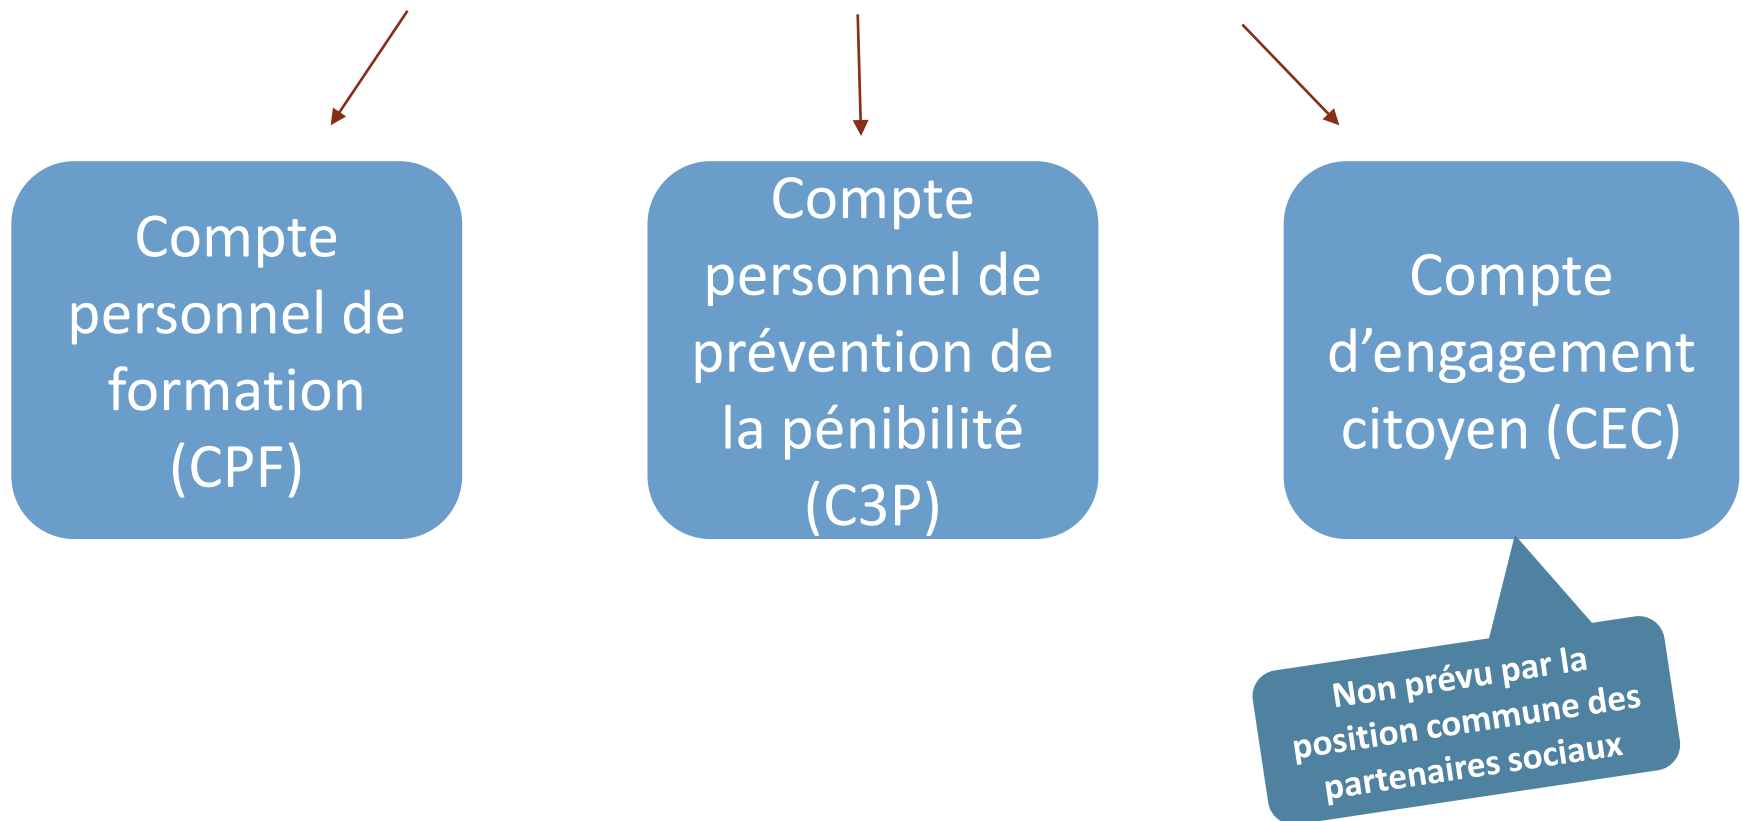 Compte
personnel de
formation
(CPF)
Compte
personnel de
prévention de
la pénibilité
(C3P)
Compte
d’engagement
citoyen (CEC)
Non prévu par la
position commune des
partenaires sociaux